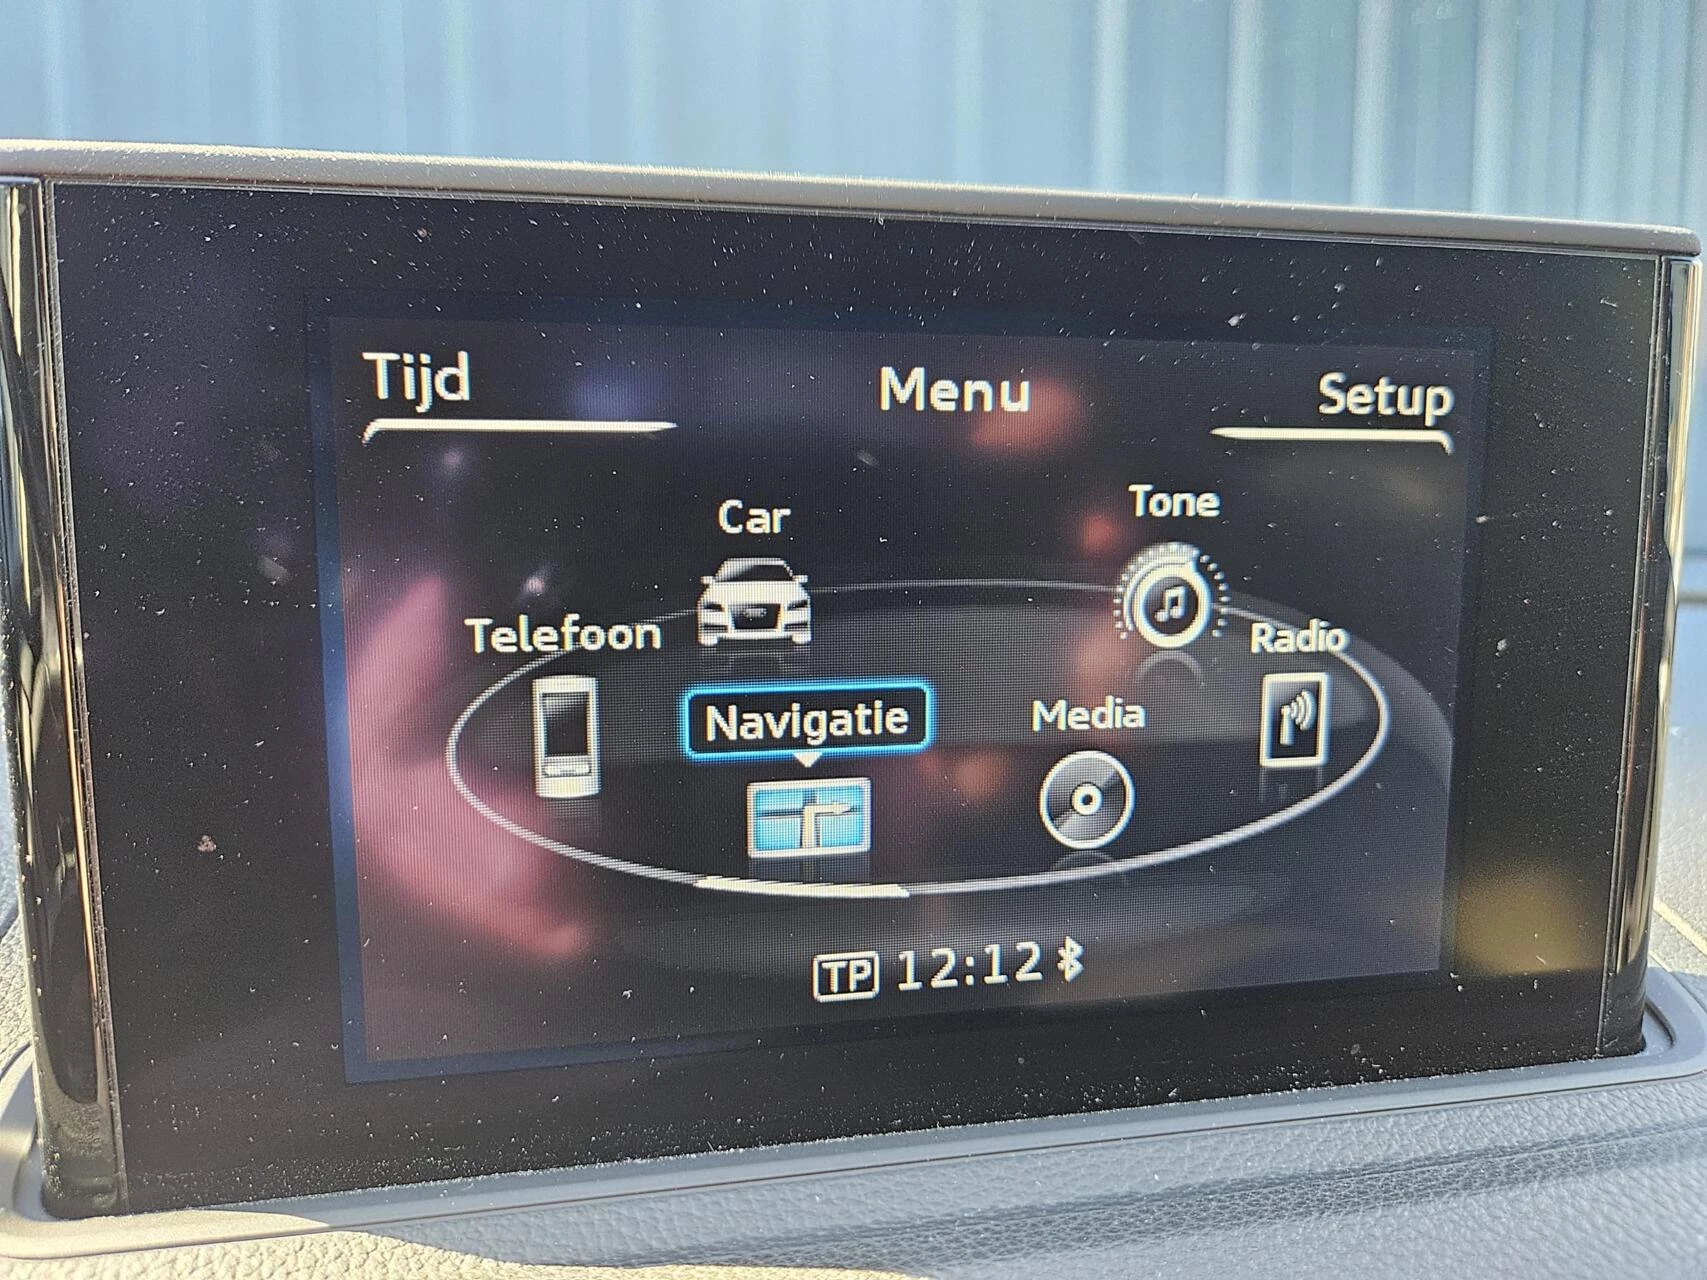 Tijd
Menu
Setup
Car
Tone
Telefoon
Radio
Navigatie
Media
TP 12:12